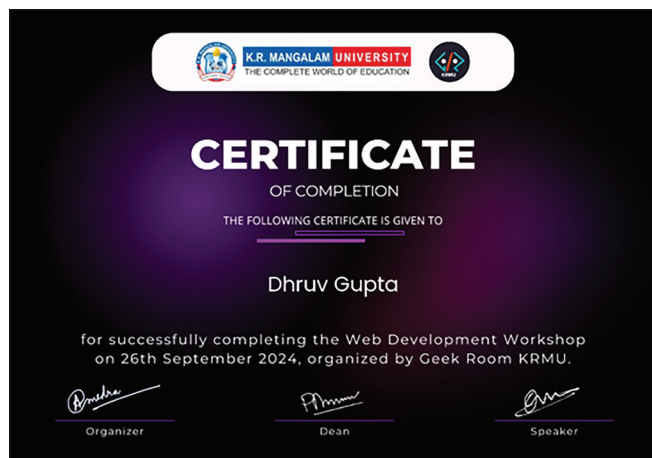 K.R. MANGALAM UNIVERSITY
THE COMPLETE WORLD OF EDUCATION
</>
KRMU
CERTIFICATE
OF COMPLETION
THE FOLLOWING CERTIFICATE IS GIVEN TO
Dhruv Gupta
for successfully completing the Web Development Workshop
on 26th September 2024, organized by Geek Room KRMU.
Organizer Dean Speaker